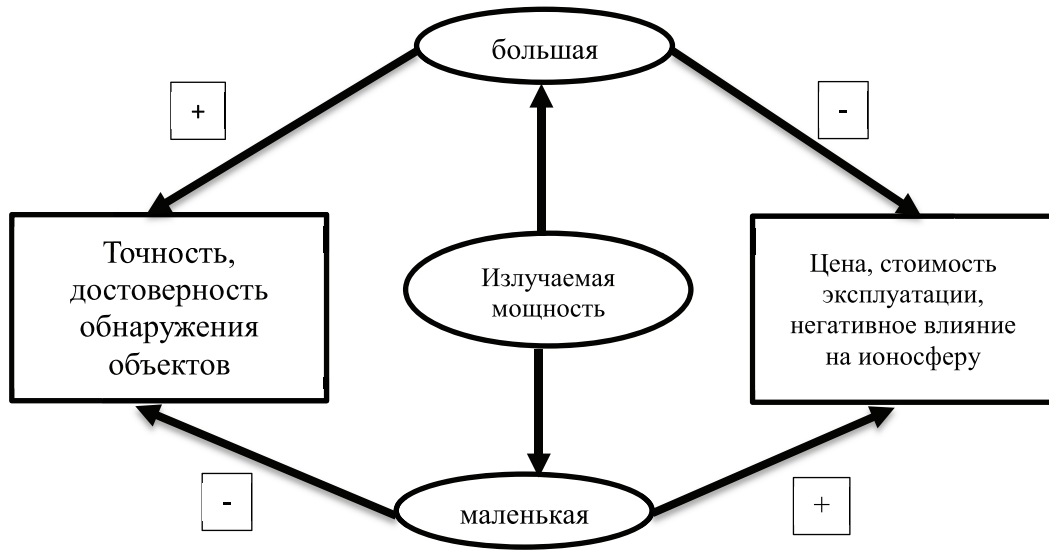 большая
+
-
Точность,
достоверность
обнаружения
объектов
Излучаемая
мощность
Цена, стоимость
эксплуатации,
негативное влияние
на ионосферу
-
+
маленькая